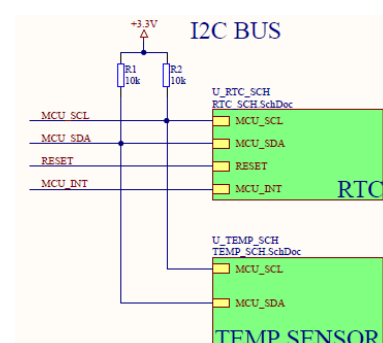 +3.3V
I2C BUS
R1
10k
R2
10k
U_RTC_SCH
RTC_SCH.SchDoc
MCU_SCL
MCU_SCL
MCU_SDA
MCU_SDA
RESET
RESET
MCU_INT
MCU_INT
RTC
U_TEMP_SCH
TEMP_SCH.SchDoc
MCU_SCL
MCU_SDA
TEMP SENSOR